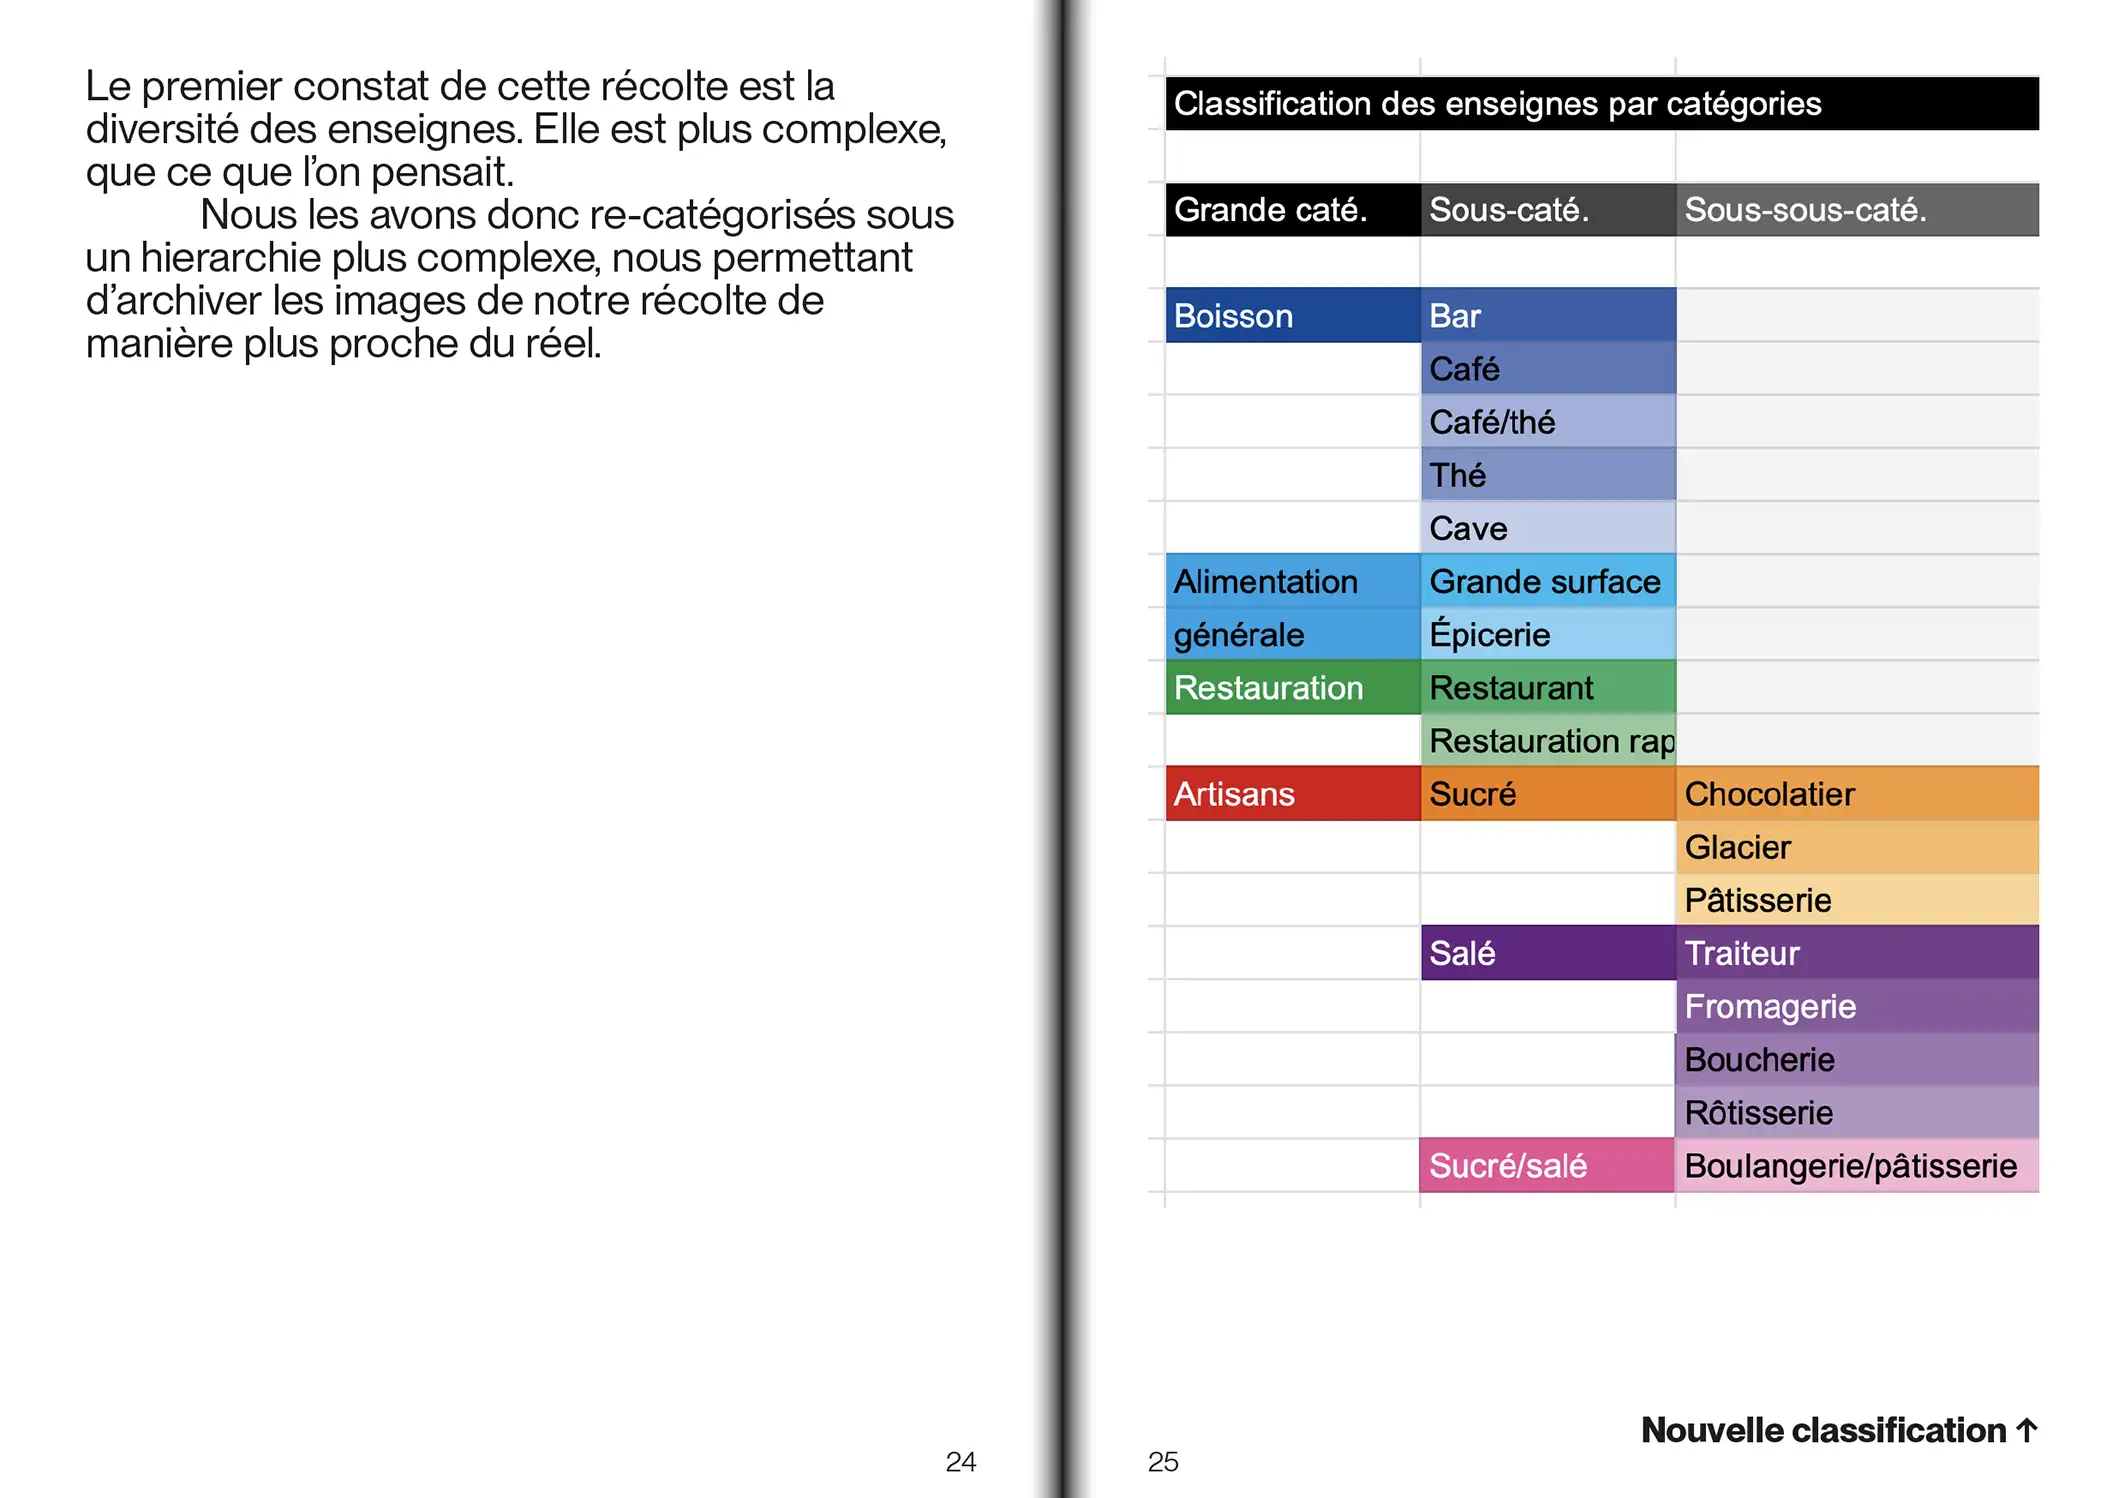 Le premier constat de cette récolte est la
diversité des enseignes. Elle est plus complexe,
que ce que l’on pensait.
Nous les avons donc re-catégorisés sous
un hierarchie plus complexe, nous permettant
d’archiver les images de notre récolte de
manière plus proche du réel.
24
Classification des enseignes par catégories
Grande caté. Sous-caté. Sous-sous-caté.
Boisson Bar
Café
Café/thé
Thé
Cave
Alimentation Grande surface
générale Épicerie
Restauration Restaurant
Restauration rap
Artisans Sucré Chocolatier
Glacier
Pâtisserie
Salé Traiteur
Fromagerie
Boucherie
Rôtisserie
Sucré/salé Boulangerie/pâtisserie
Nouvelle classification ↑
25